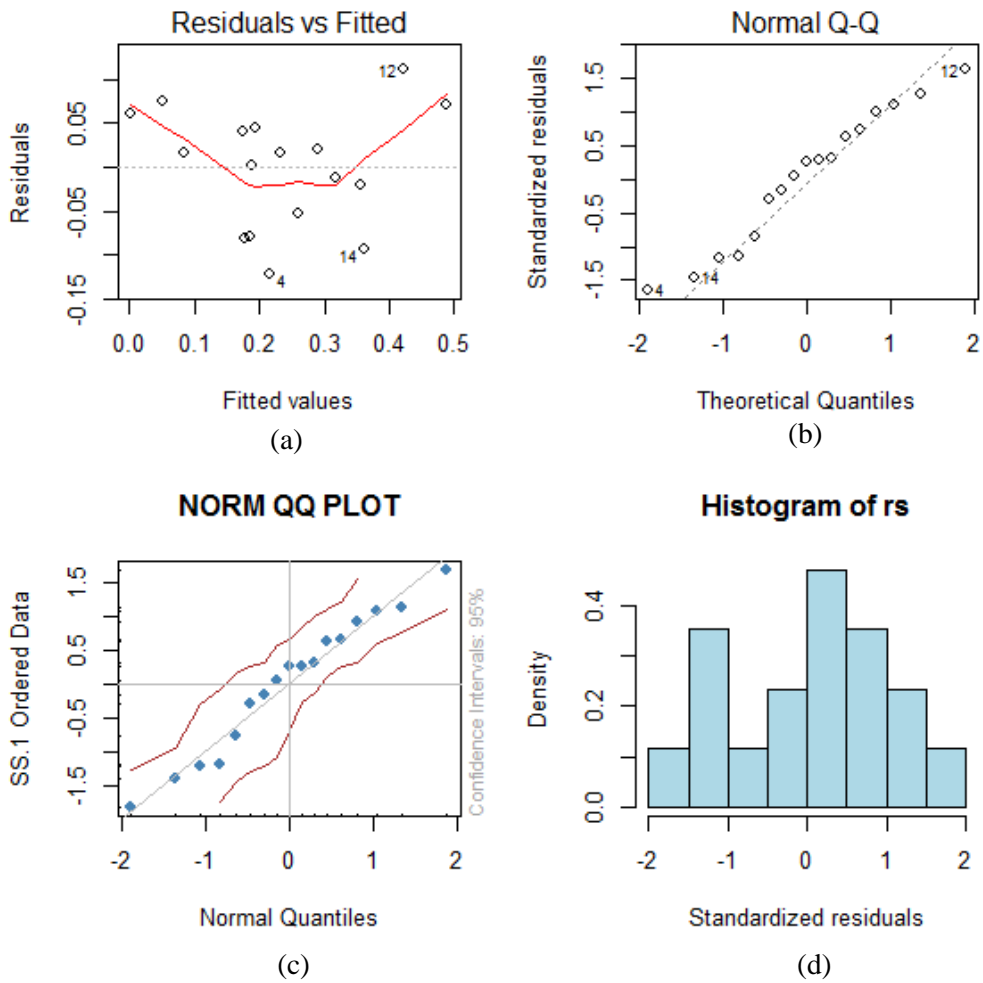 Residuals vs Fitted
Residuals
-0.15
-0.05
0.05
12
14
4
0.0 0.1 0.2 0.3 0.4 0.5
Fitted values
(a)
Normal Q-Q
Standardized residuals
-1.5
-0.5
0.5
1.5
12
14
4
-2 -1 0 1 2
Theoretical Quantiles
(b)
NORM QQ PLOT
SS.1 Ordered Data
-1.5
-0.5
0.5
1.5
Confidence Intervals: 95%
-2 -1 0 1 2
Normal Quantiles
(c)
Histogram of rs
Density
0.0
0.2
0.4
-2 -1 0 1 2
Standardized residuals
(d)